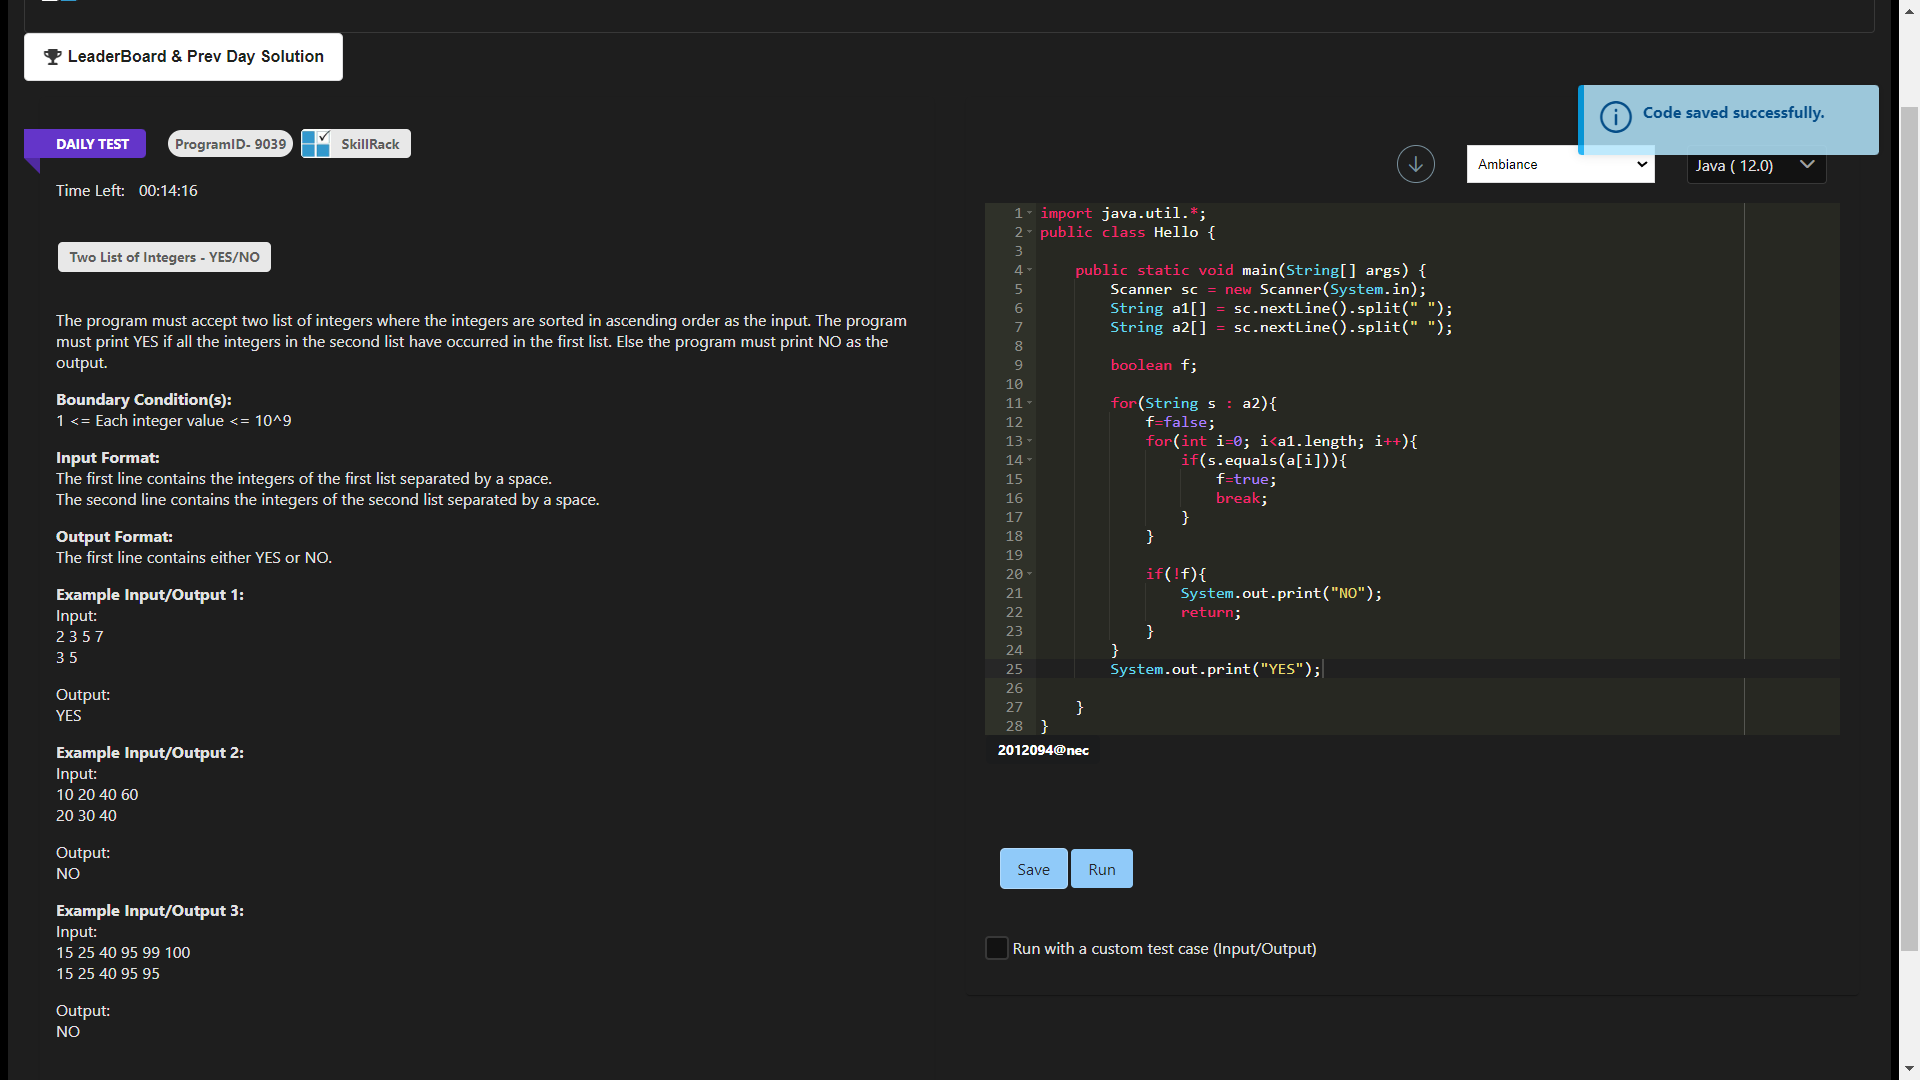 LeaderBoard & Prev Day Solution
Code saved successfully.
DAILY TEST
ProgramID- 9039
SkillRack
Ambiance
Java ( 12.0)
Time Left: 00:14:16
Two List of Integers - YES/NO
The program must accept two list of integers where the integers are sorted in ascending order as the input. The program
must print YES if all the integers in the second list have occurred in the first list. Else the program must print NO as the
output.
Boundary Condition(s):
1 <= Each integer value <= 10^9
Input Format:
The first line contains the integers of the first list separated by a space.
The second line contains the integers of the second list separated by a space.
Output Format:
The first line contains either YES or NO.
Example Input/Output 1:
Input:
2 3 5 7
3 5
Output:
YES
Example Input/Output 2:
Input:
10 20 40 60
20 30 40
Output:
NO
Example Input/Output 3:
Input:
15 25 40 95 99 100
15 25 40 95 95
Output:
NO
1 import java.util.*;
2 public class Hello {
3
4     public static void main(String[] args) {
5         Scanner sc = new Scanner(System.in);
6         String a1[] = sc.nextLine().split(" ");
7         String a2[] = sc.nextLine().split(" ");
8
9         boolean f;
10
11         for(String s : a2){
12             f=false;
13             for(int i=0; i<a1.length; i++){
14                 if(s.equals(a[i])){
15                     f=true;
16                     break;
17                 }
18             }
19
20             if(!f){
21                 System.out.print("NO");
22                 return;
23             }
24         }
25         System.out.print("YES");
26
27     }
28 }
2012094@nec
Save
Run
Run with a custom test case (Input/Output)